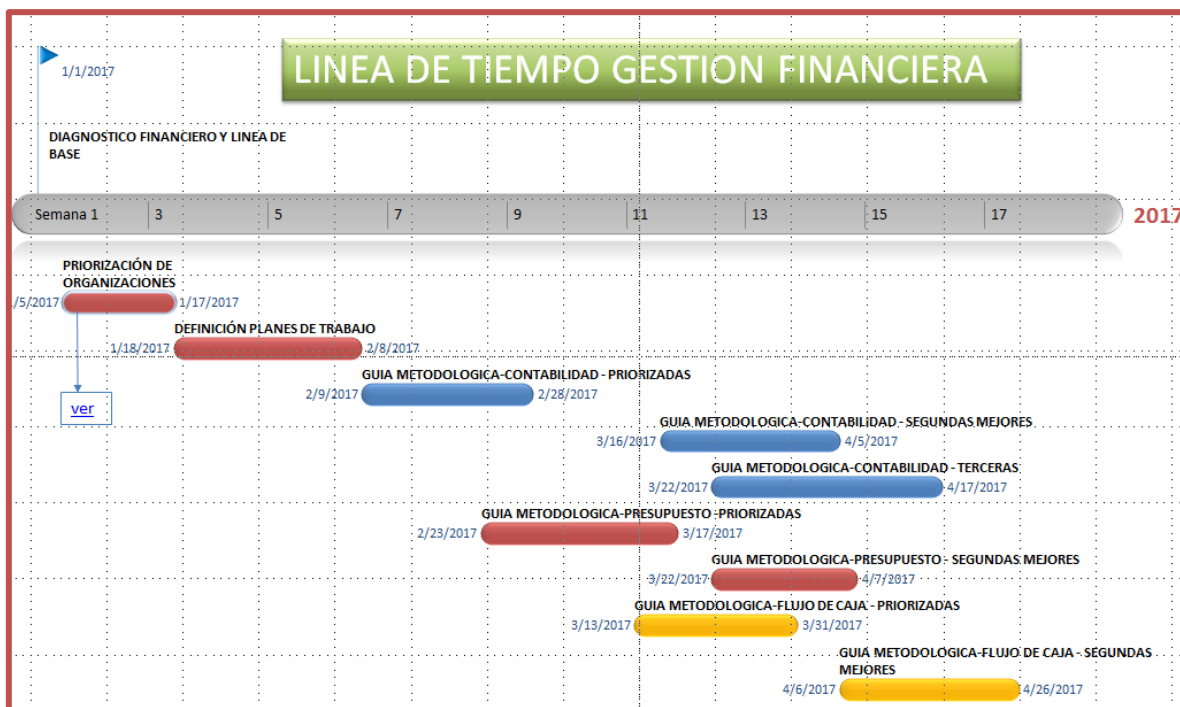 LINEA DE TIEMPO GESTION FINANCIERA
1/1/2017
DIAGNOSTICO FINANCIERO Y LINEA DE
BASE
Semana 1 3 5 7 9 11 13 15 17 2017
PRIORIZACIÓN DE
ORGANIZACIONES
/5/2017 1/17/2017
DEFINICIÓN PLANES DE TRABAJO
1/18/2017 2/8/2017
GUIA METODOLOGICA-CONTABILIDAD - PRIORIZADAS
2/9/2017 2/28/2017
ver
GUIA METODOLOGICA-CONTABILIDAD - SEGUNDAS MEJORES
3/16/2017 4/5/2017
GUIA METODOLOGICA-CONTABILIDAD - TERCERAS
3/22/2017 4/17/2017
GUIA METODOLOGICA-PRESUPUESTO -PRIORIZADAS
2/23/2017 3/17/2017
GUIA METODOLOGICA-PRESUPUESTO - SEGUNDAS MEJORES
3/22/2017 4/7/2017
GUIA METODOLOGICA-FLUJO DE CAJA - PRIORIZADAS
3/13/2017 3/31/2017
GUIA METODOLOGICA-FLUJO DE CAJA - SEGUNDAS
MEJORES
4/6/2017 4/26/2017